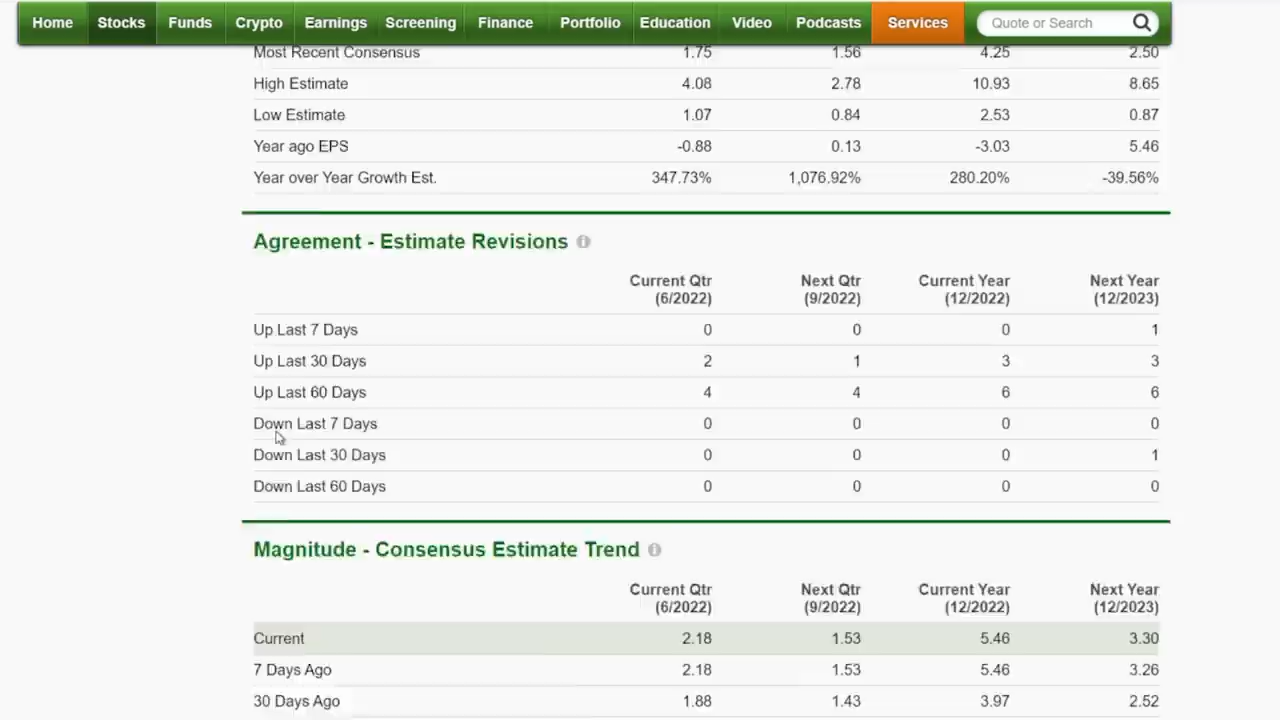 Home Stocks Funds Crypto Earnings Screening Finance Portfolio Education Video Podcasts Services Quote or Search
Most Recent Consensus 1.75 1.56 4.25 2.50
High Estimate 4.08 2.78 10.93 8.65
Low Estimate 1.07 0.84 2.53 0.87
Year ago EPS -0.88 0.13 -3.03 5.46
Year over Year Growth Est. 347.73% 1,076.92% 280.20% -39.56%
Agreement - Estimate Revisions
Current Qtr Next Qtr Current Year Next Year
(6/2022) (9/2022) (12/2022) (12/2023)
Up Last 7 Days 0 0 0 1
Up Last 30 Days 2 1 3 3
Up Last 60 Days 4 4 6 6
Down Last 7 Days 0 0 0 0
Down Last 30 Days 0 0 0 1
Down Last 60 Days 0 0 0 0
Magnitude - Consensus Estimate Trend
Current Qtr Next Qtr Current Year Next Year
(6/2022) (9/2022) (12/2022) (12/2023)
Current 2.18 1.53 5.46 3.30
7 Days Ago 2.18 1.53 5.46 3.26
30 Days Ago 1.88 1.43 3.97 2.52